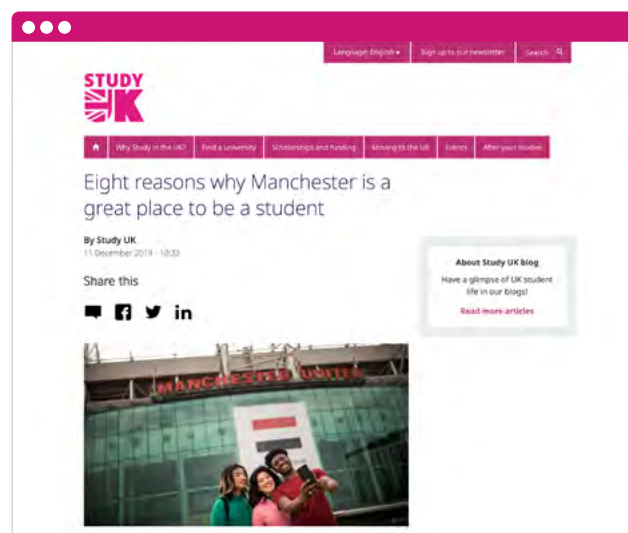 Language: English
Sign up to our newsletter
Search
STUDY
UK
Why Study in the UK?
Find a university
Scholarships and funding
Moving to the UK
Events
After your studies
Eight reasons why Manchester is a
great place to be a student
By Study UK
11 December 2019 - 10:33
Share this
in
About Study UK blog
Have a glimpse of UK student
life in our blogs!
Read more articles
MANCHESTER UNITED